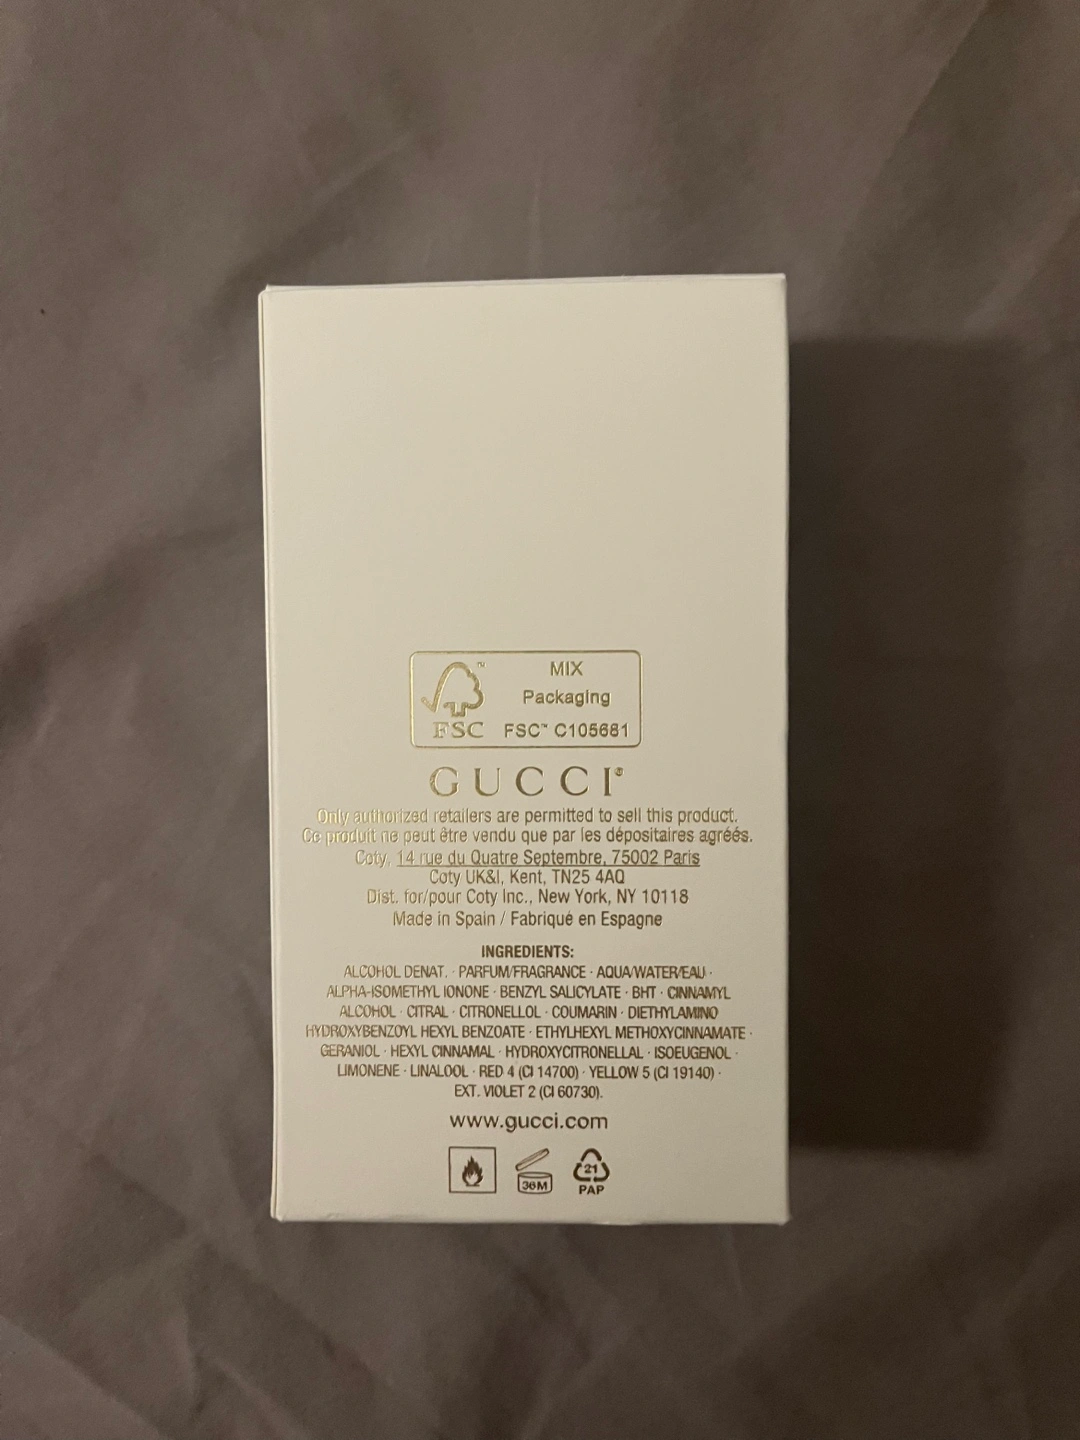 MIX
Packaging
FSC™ FSC™ C105681
GUCCI®
Only authorized retailers are permitted to sell this product.
Ce produit ne peut être vendu que par les dépositaires agréés.
Coty, 14 rue du Quatre Septembre, 75002 Paris
Coty UK&I, Kent, TN25 4AQ
Dist. for/pour Coty Inc., New York, NY 10118
Made in Spain / Fabriqué en Espagne
INGREDIENTS:
ALCOHOL DENAT. · PARFUM/FRAGRANCE · AQUA/WATER/EAU ·
ALPHA-ISOMETHYL IONONE · BENZYL SALICYLATE · BHT · CINNAMYL
ALCOHOL · CITRAL · CITRONELLOL · COUMARIN · DIETHYLAMINO
HYDROXYBENZOYL HEXYL BENZOATE · ETHYLHEXYL METHOXYCINNAMATE ·
GERANIOL · HEXYL CINNAMAL · HYDROXYCITRONELLAL · ISOEUGENOL ·
LIMONENE · LINALOOL · RED 4 (CI 14700) · YELLOW 5 (CI 19140) ·
EXT. VIOLET 2 (CI 60730).
www.gucci.com
36M
21
PAP